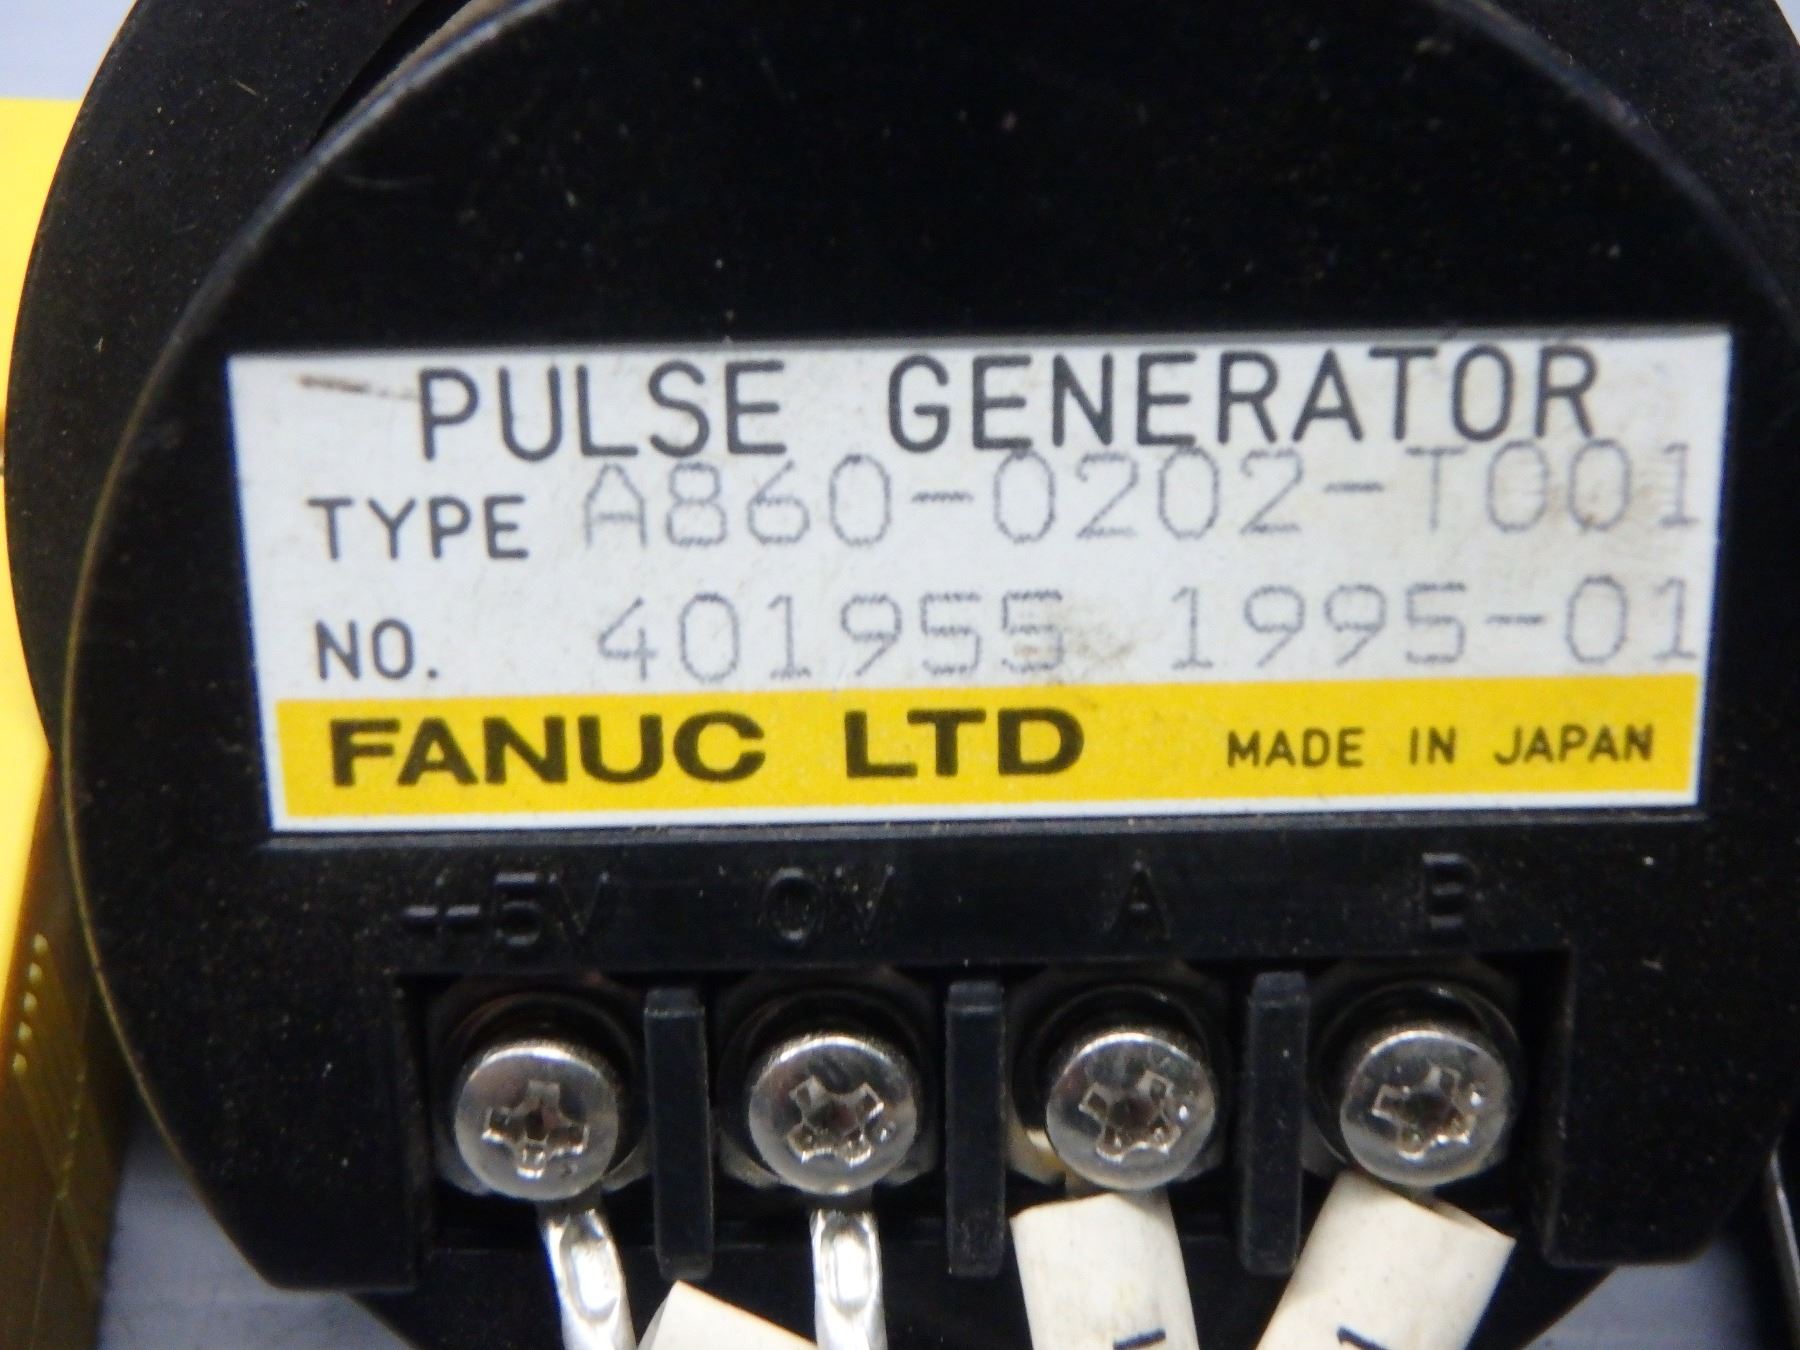 PULSE GENERATOR
TYPE A860-0202-T001
NO. 401955 1995-01
FANUC LTD MADE IN JAPAN
+5V 0V A B